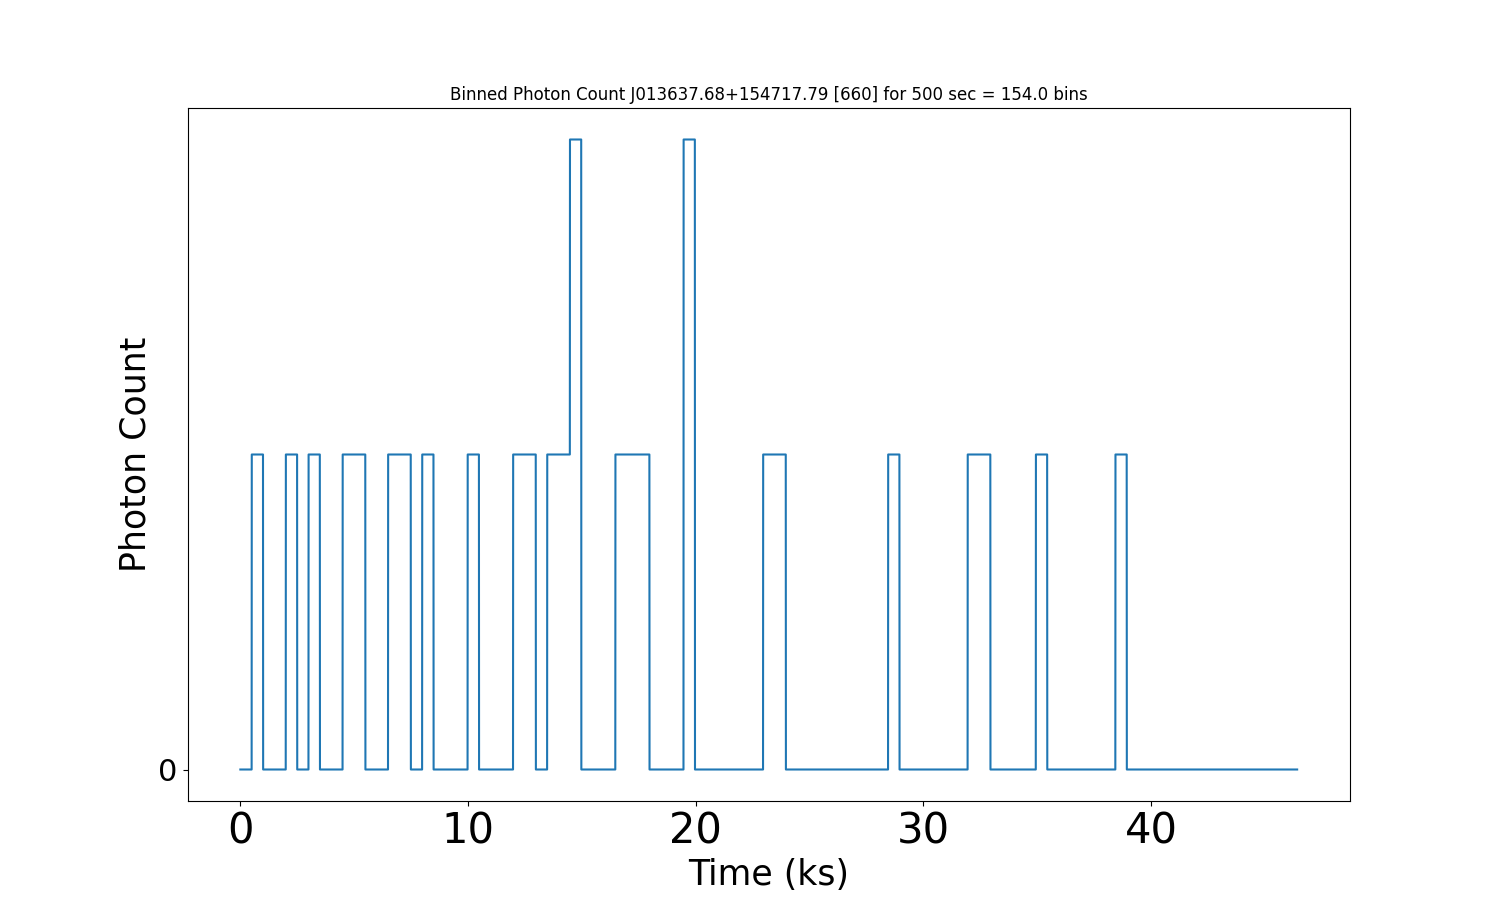 Binned Photon Count J013637.68+154717.79 [660] for 500 sec = 154.0 bins
Photon Count
0
0 10 20 30 40
Time (ks)